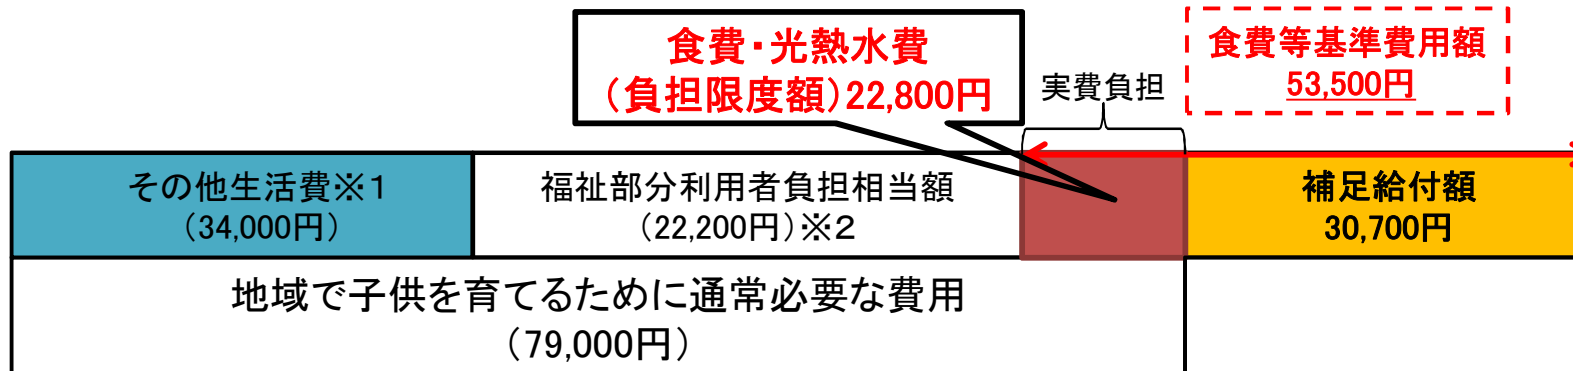 食費・光熱水費
（負担限度額）22,800円
実費負担
食費等基準費用額
53,500円
その他生活費※１
（34,000円）
福祉部分利用者負担相当額
（22,200円）※２
補足給付額
30,700円
地域で子供を育てるために通常必要な費用
（79,000円）